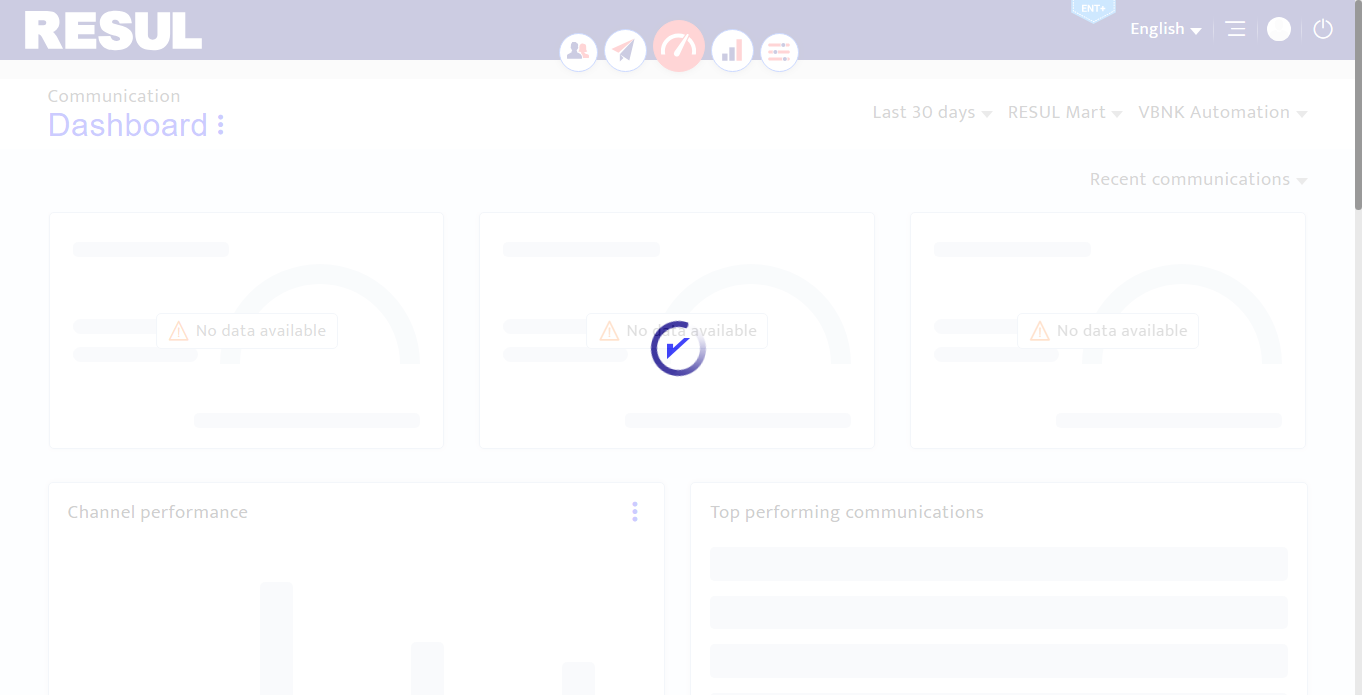 RESUL
ENT+
English
Communication
Dashboard
Last 30 days RESUL Mart VBNK Automation
Recent communications
No data available
No data available
No data available
Channel performance
Top performing communications